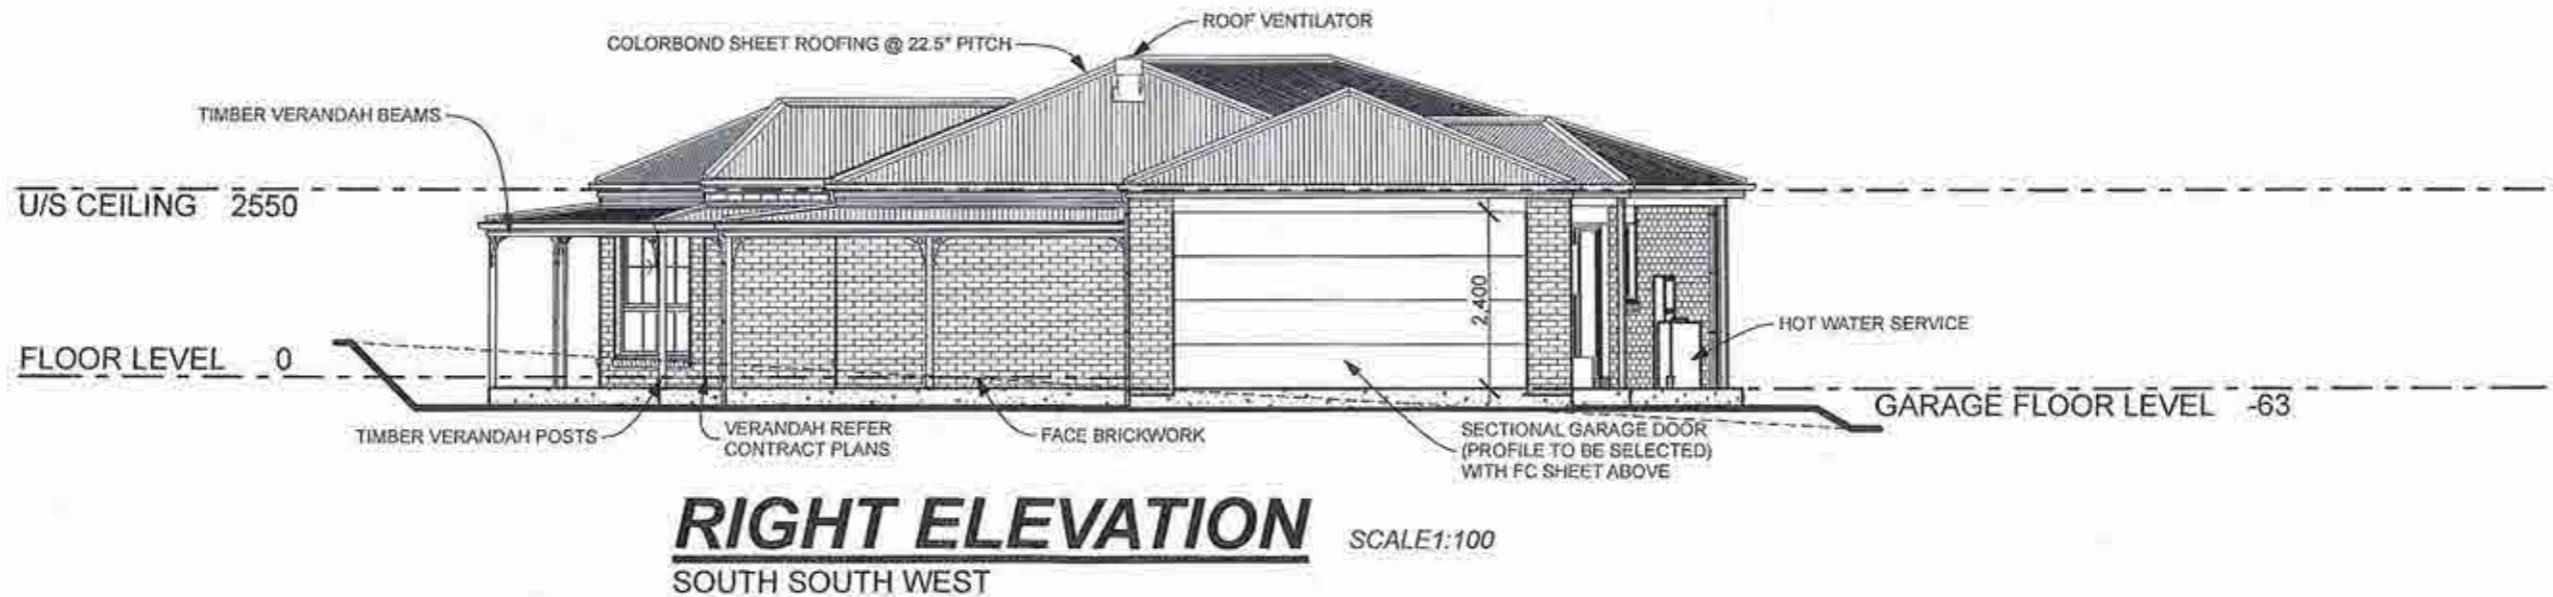 ROOF VENTILATOR
COLORBOND SHEET ROOFING @ 22.5° PITCH
TIMBER VERANDAH BEAMS
U/S CEILING 2550
2,400
HOT WATER SERVICE
FLOOR LEVEL 0
GARAGE FLOOR LEVEL -63
TIMBER VERANDAH POSTS
VERANDAH REFER
CONTRACT PLANS
FACE BRICKWORK
SECTIONAL GARAGE DOOR
(PROFILE TO BE SELECTED)
WITH FC SHEET ABOVE
RIGHT ELEVATION SCALE1:100
SOUTH SOUTH WEST